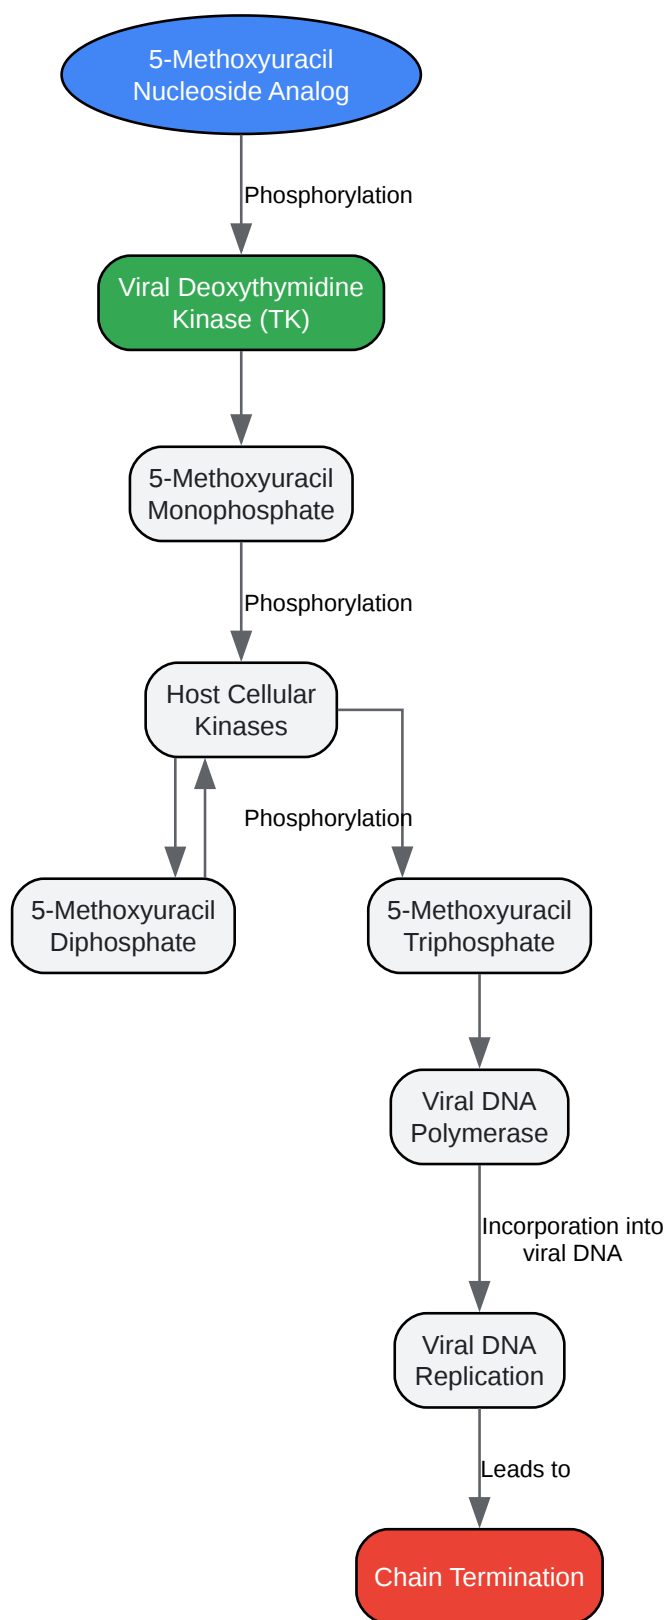 5-Methoxyuracil
Nucleoside Analog
Phosphorylation
Viral Deoxythymidine
Kinase (TK)
5-Methoxyuracil
Monophosphate
Phosphorylation
Host Cellular
Kinases
Phosphorylation
5-Methoxyuracil
Diphosphate
5-Methoxyuracil
Triphosphate
Viral DNA
Polymerase
Incorporation into
viral DNA
Viral DNA
Replication
Leads to
Chain Termination